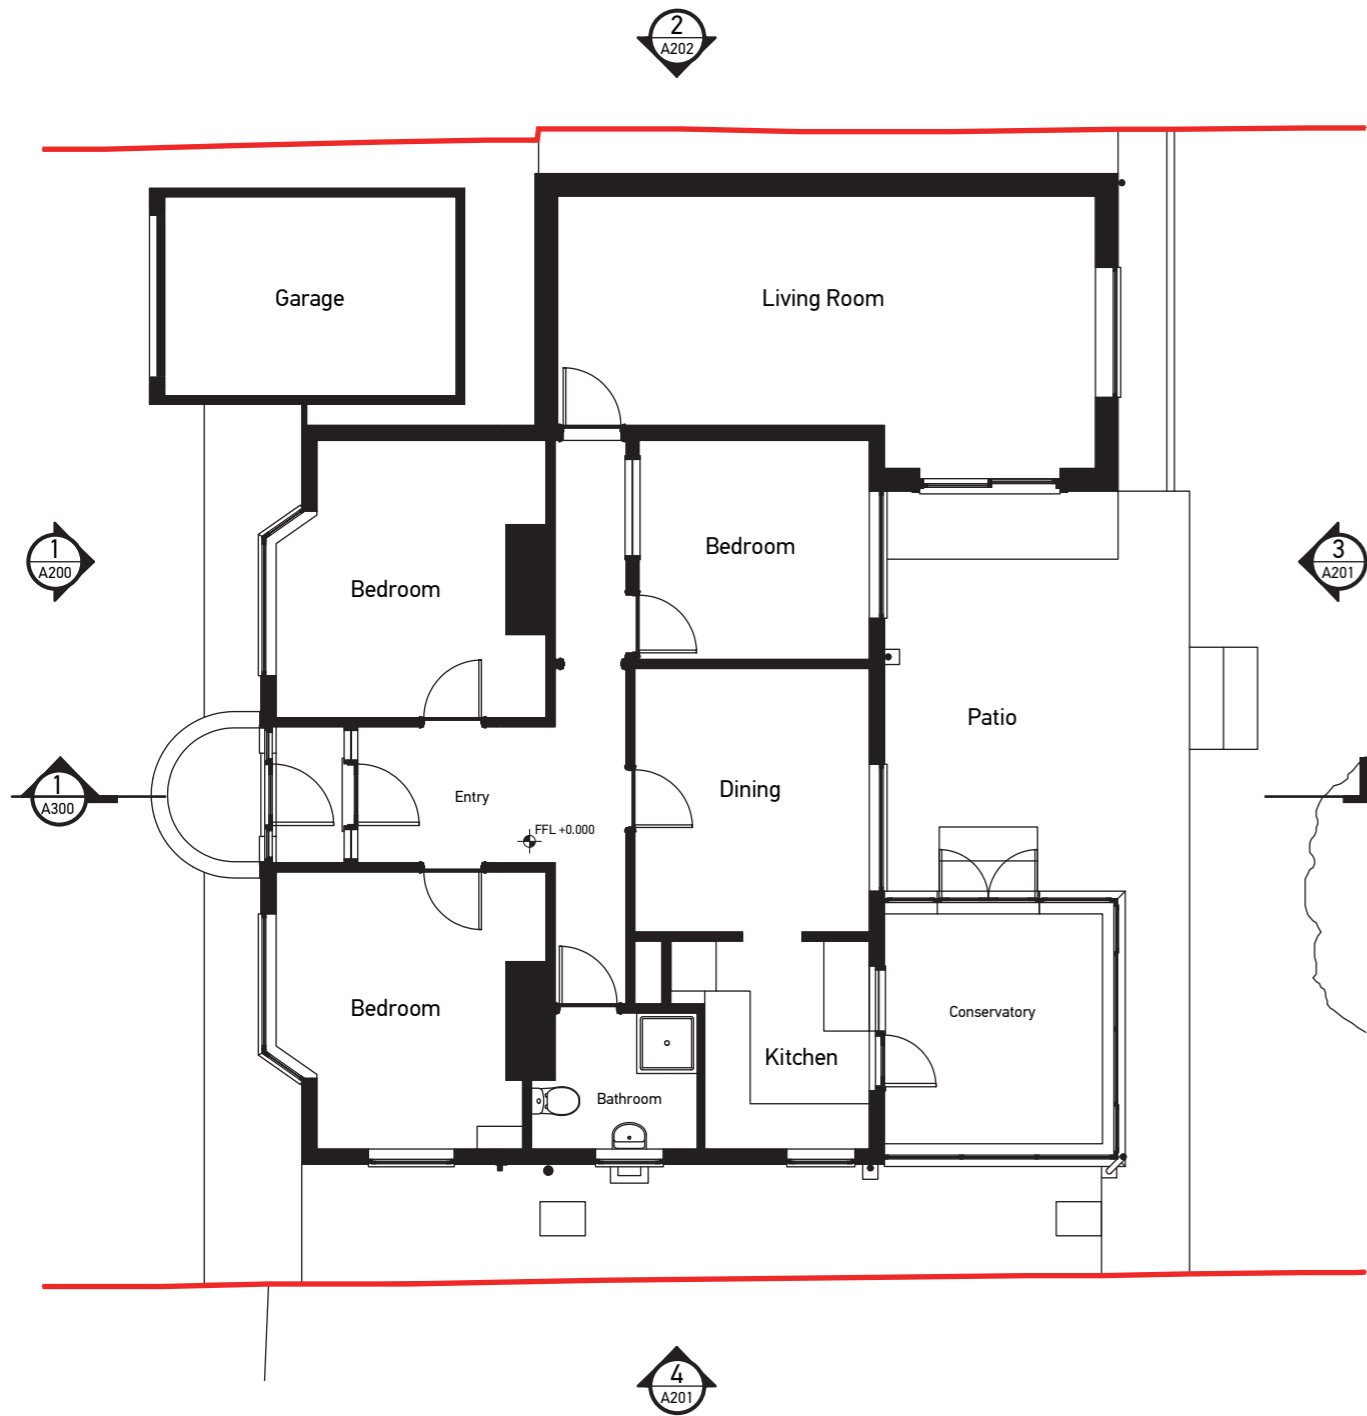 2
A202
Garage
Living Room
1
A200
Bedroom
Bedroom
3
A201
Patio
1
A300
Entry
Dining
FFL +0.000
Bedroom
Conservatory
Kitchen
Bathroom
4
A201